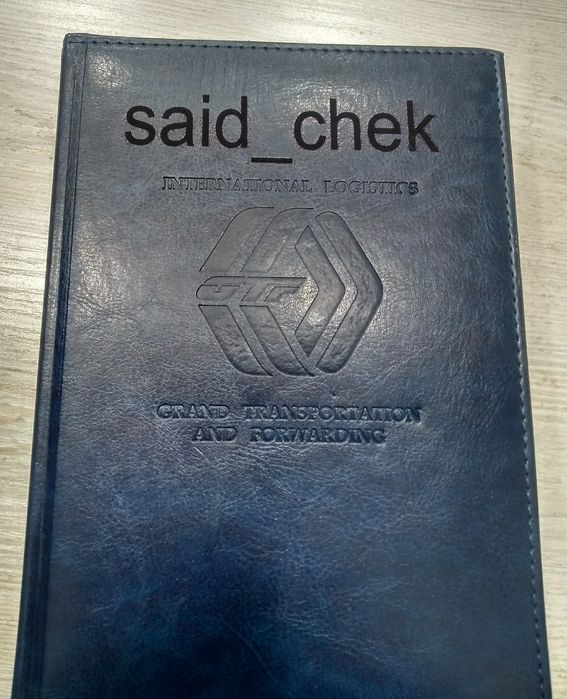 said_chek
INTERNATIONAL LOGISTICS
GTF
GRAND TRANSPORTATION
AND FORWARDING